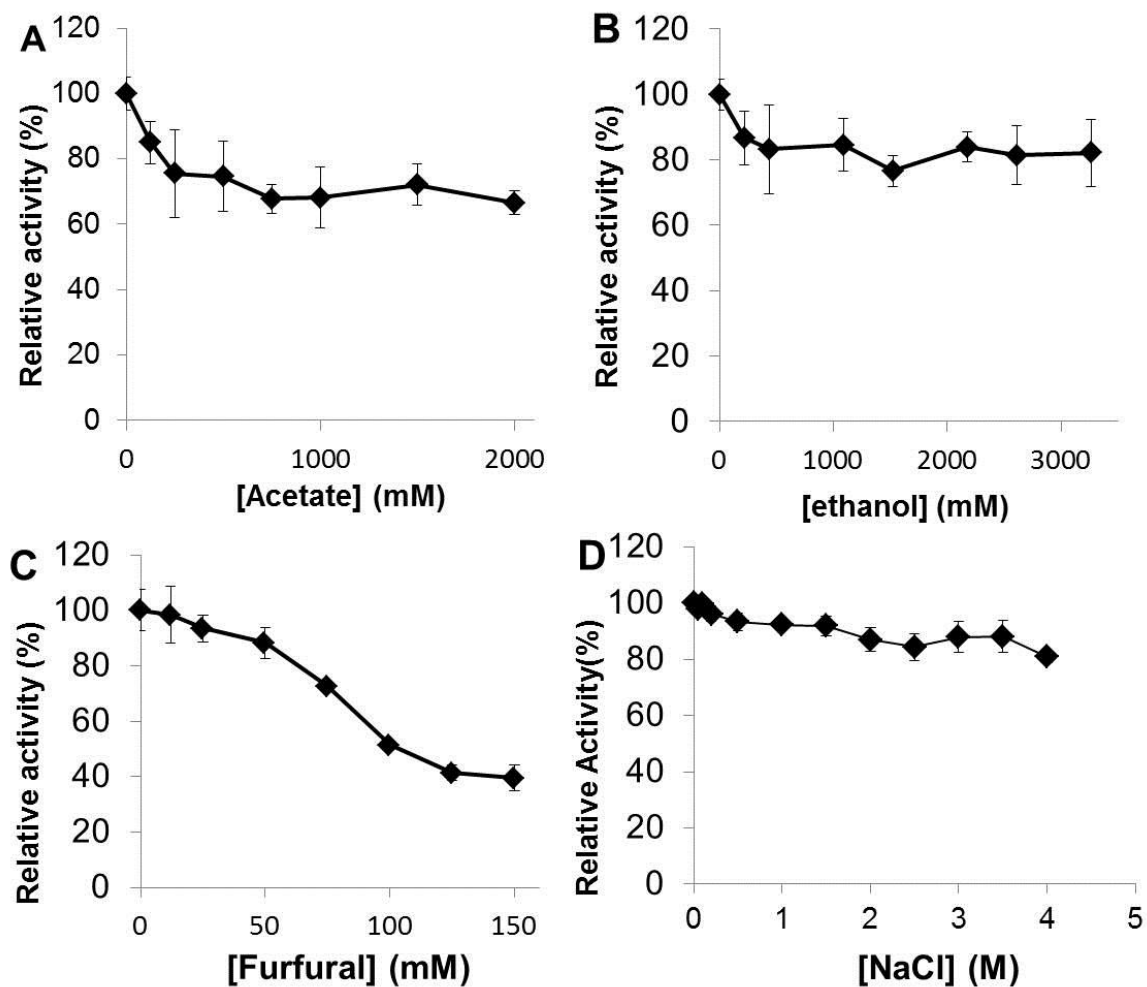 A
Relative activity (%)
120
100
80
60
40
20
0
0 1000 2000
[Acetate] (mM)
B
Relative activity (%)
120
100
80
60
40
20
0
0 1000 2000 3000
[ethanol] (mM)
C
Relative activity (%)
120
100
80
60
40
20
0
0 50 100 150
[Furfural] (mM)
D
Relative Activity(%)
120
100
80
60
40
20
0
0 1 2 3 4 5
[NaCl] (M)